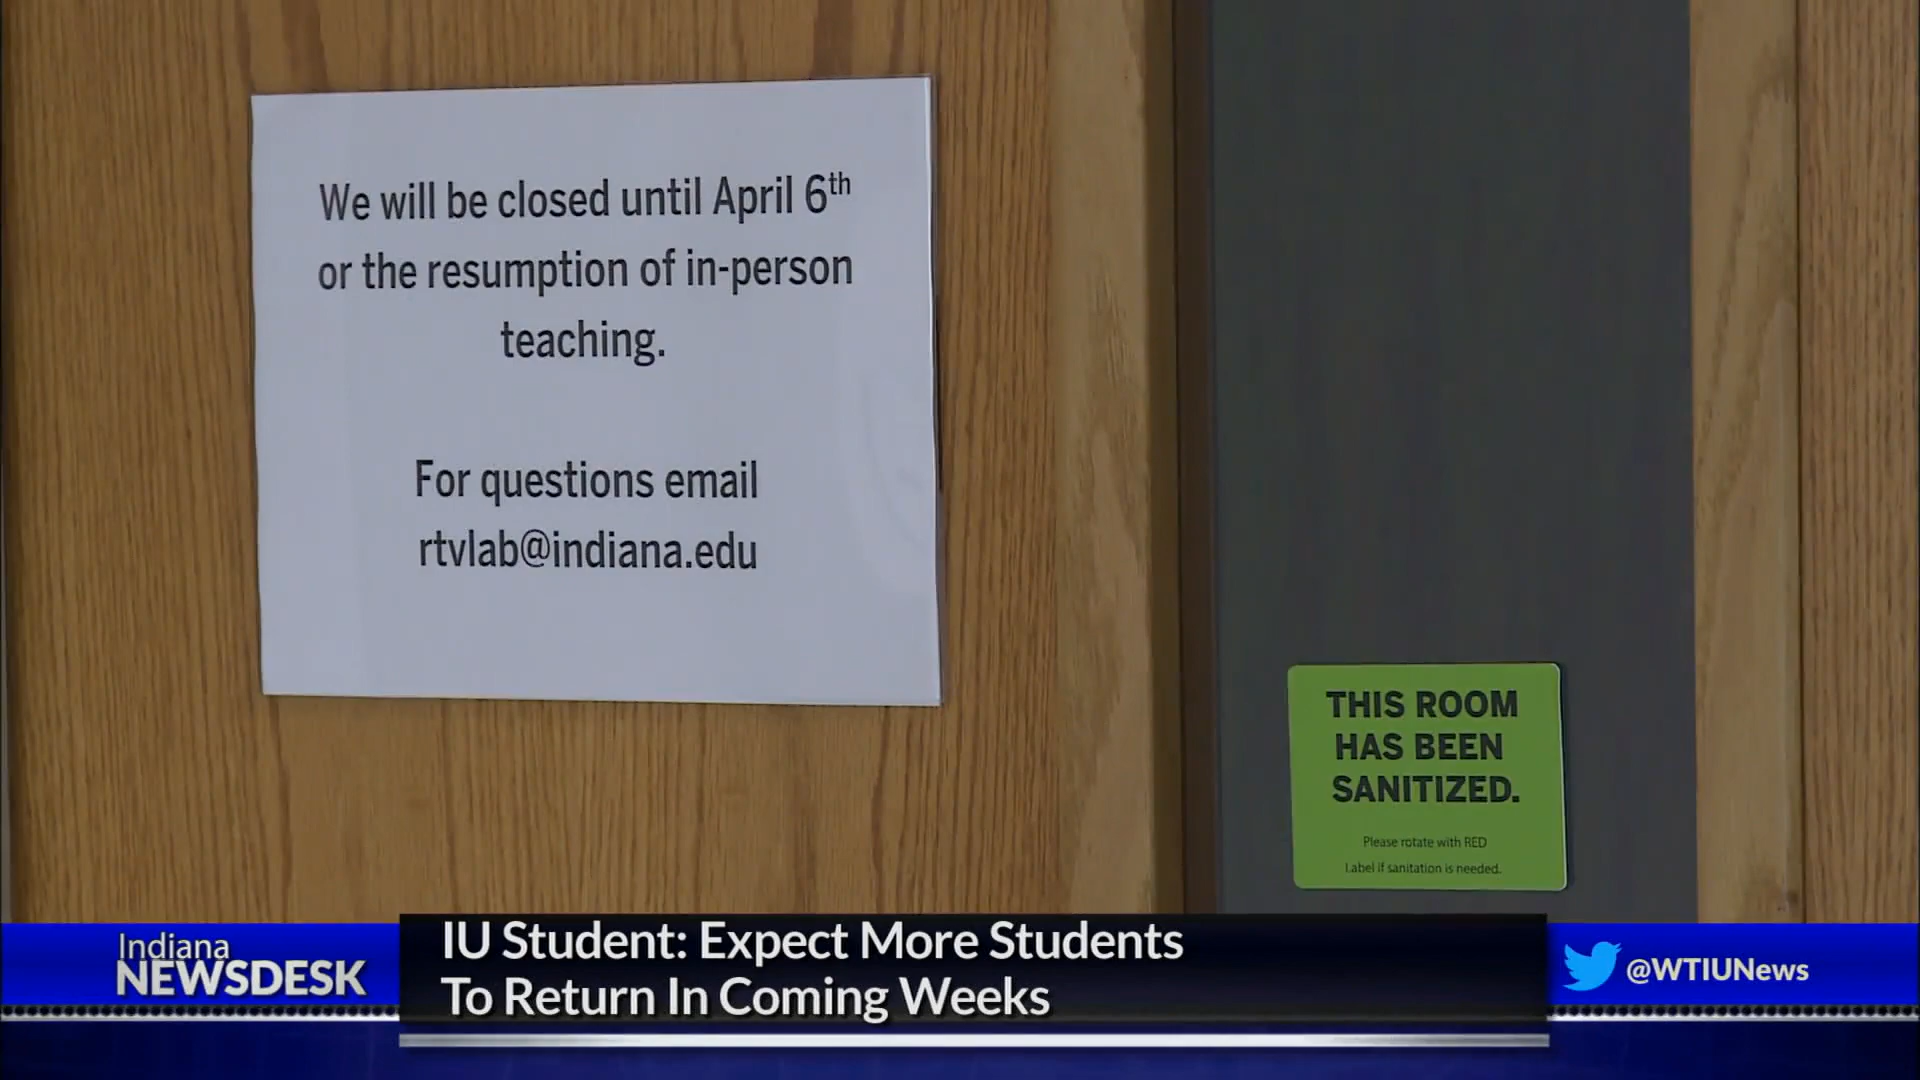 We will be closed until April 6th
or the resumption of in-person
teaching.
For questions email
rtvlab@indiana.edu
THIS ROOM
HAS BEEN
SANITIZED.
Please rotate with RED
Label if sanitation is needed.
Indiana
NEWSDESK
IU Student: Expect More Students
To Return In Coming Weeks
@WTIUNews